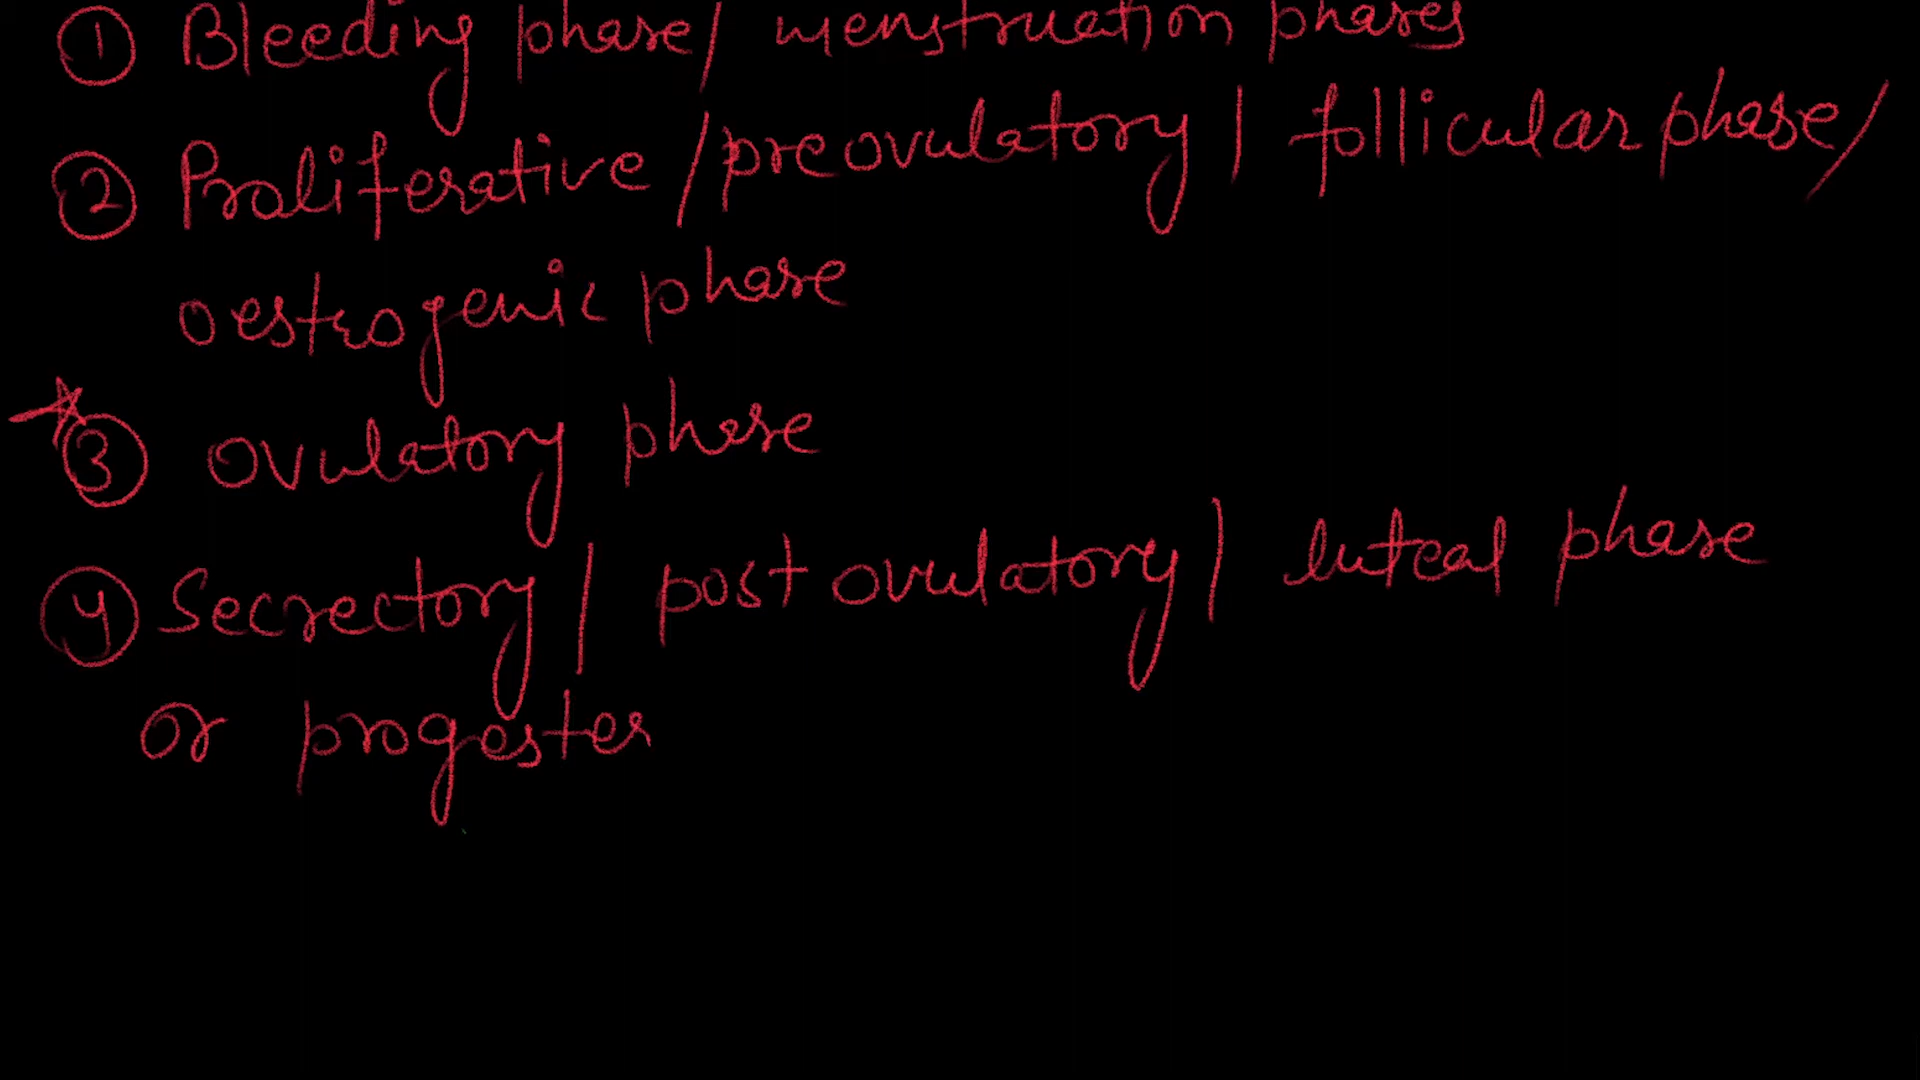 ① Bleeding phase/ menstruation phases
② Proliferative/preovulatory/ follicular phase/
oestrogenic phase
③ ovulatory phase
④ Secrectory/ post ovulatory/ luteal phase
or progester